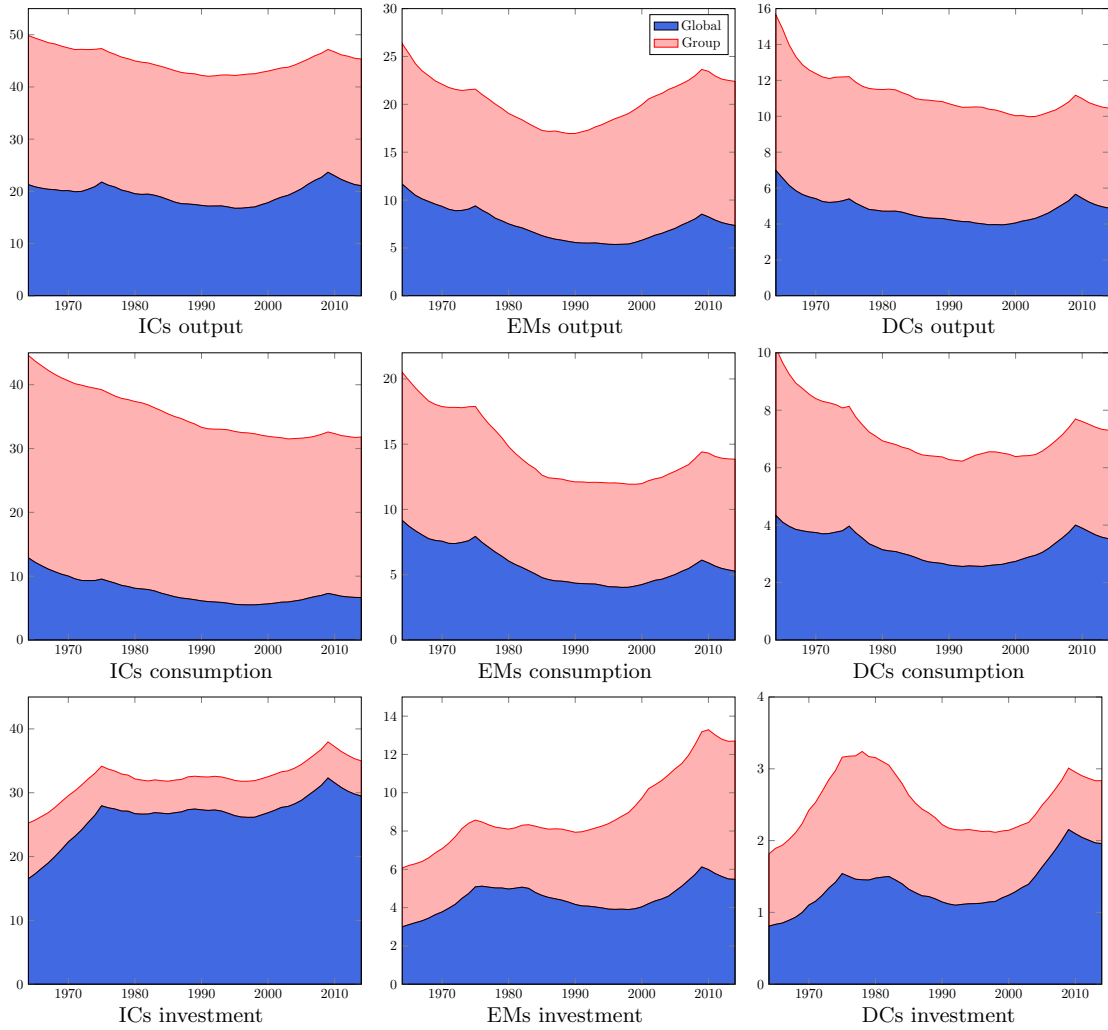 50
40
30
20
10
0
1970 1980 1990 2000 2010
ICs output
30
25
20
15
10
5
0
1970 1980 1990 2000 2010
EMs output
Global
Group
16
14
12
10
8
6
4
2
0
1970 1980 1990 2000 2010
DCs output
40
30
20
10
0
1970 1980 1990 2000 2010
ICs consumption
20
15
10
5
0
1970 1980 1990 2000 2010
EMs consumption
10
8
6
4
2
0
1970 1980 1990 2000 2010
DCs consumption
40
30
20
10
0
1970 1980 1990 2000 2010
ICs investment
14
12
10
8
6
4
2
0
1970 1980 1990 2000 2010
EMs investment
4
3
2
1
0
1970 1980 1990 2000 2010
DCs investment